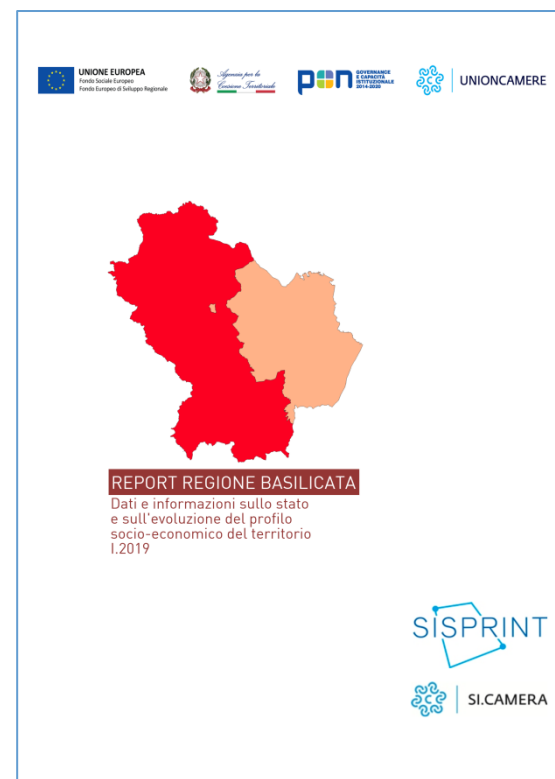 UNIONE EUROPEA
Fondo Sociale Europeo
Fondo Europeo di Sviluppo Regionale
Agenzia per la
Coesione Territoriale
pon GOVERNANCE
E CAPACITÀ
ISTITUZIONALE
2014-2020
UNIONCAMERE
REPORT REGIONE BASILICATA
Dati e informazioni sullo stato
e sull'evoluzione del profilo
socio-economico del territorio
I.2019
SISPRINT
SI.CAMERA